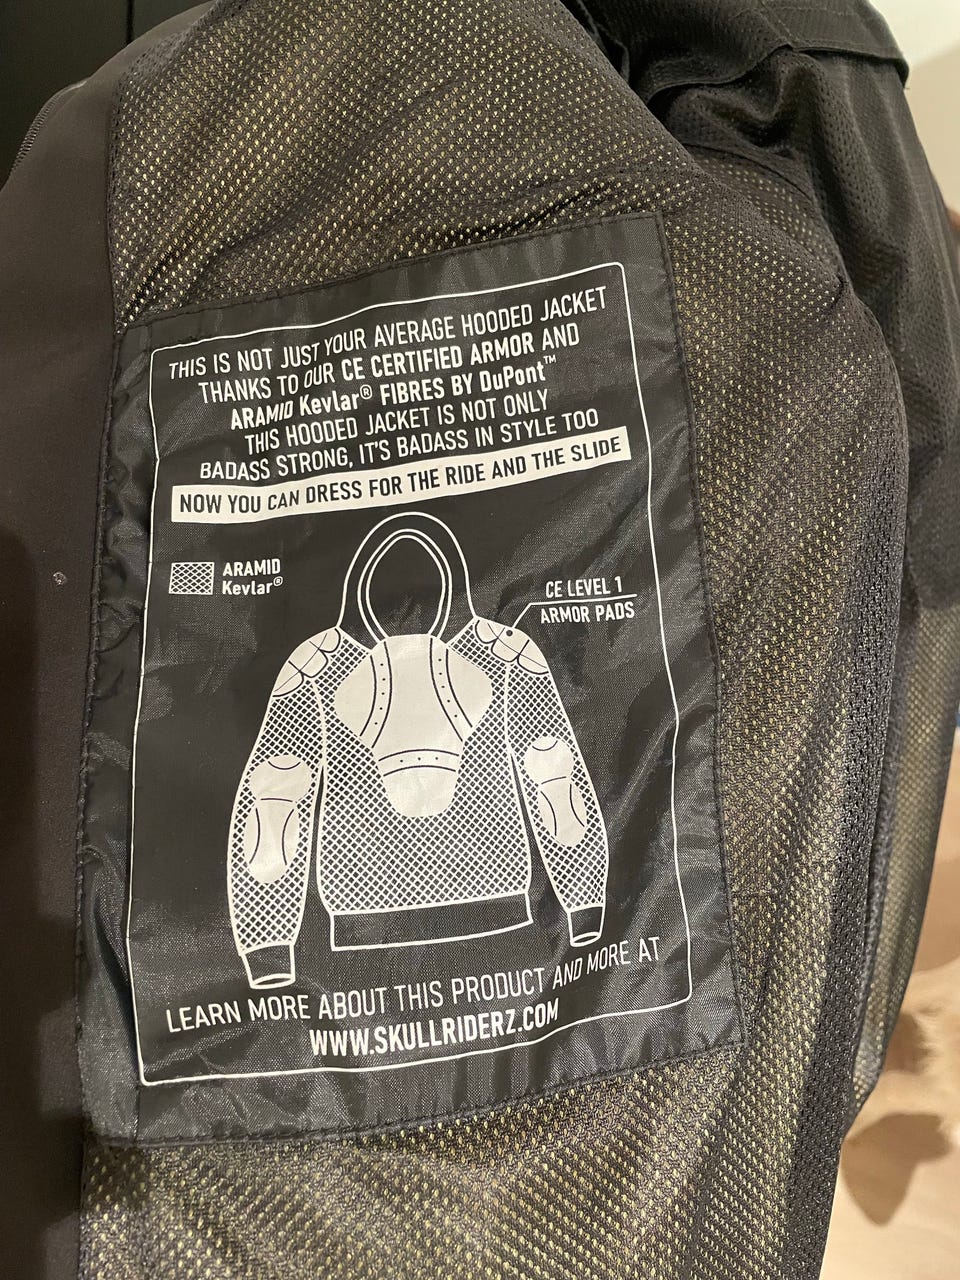 THIS IS NOT JUST YOUR AVERAGE HOODED JACKET
THANKS TO OUR CE CERTIFIED ARMOR AND
ARAMID Kevlar® FIBRES BY DuPont™
THIS HOODED JACKET IS NOT ONLY
BADASS STRONG, IT'S BADASS IN STYLE TOO
NOW YOU CAN DRESS FOR THE RIDE AND THE SLIDE
ARAMID
Kevlar®
CE LEVEL 1
ARMOR PADS
LEARN MORE ABOUT THIS PRODUCT AND MORE AT
WWW.SKULLRIDERZ.COM